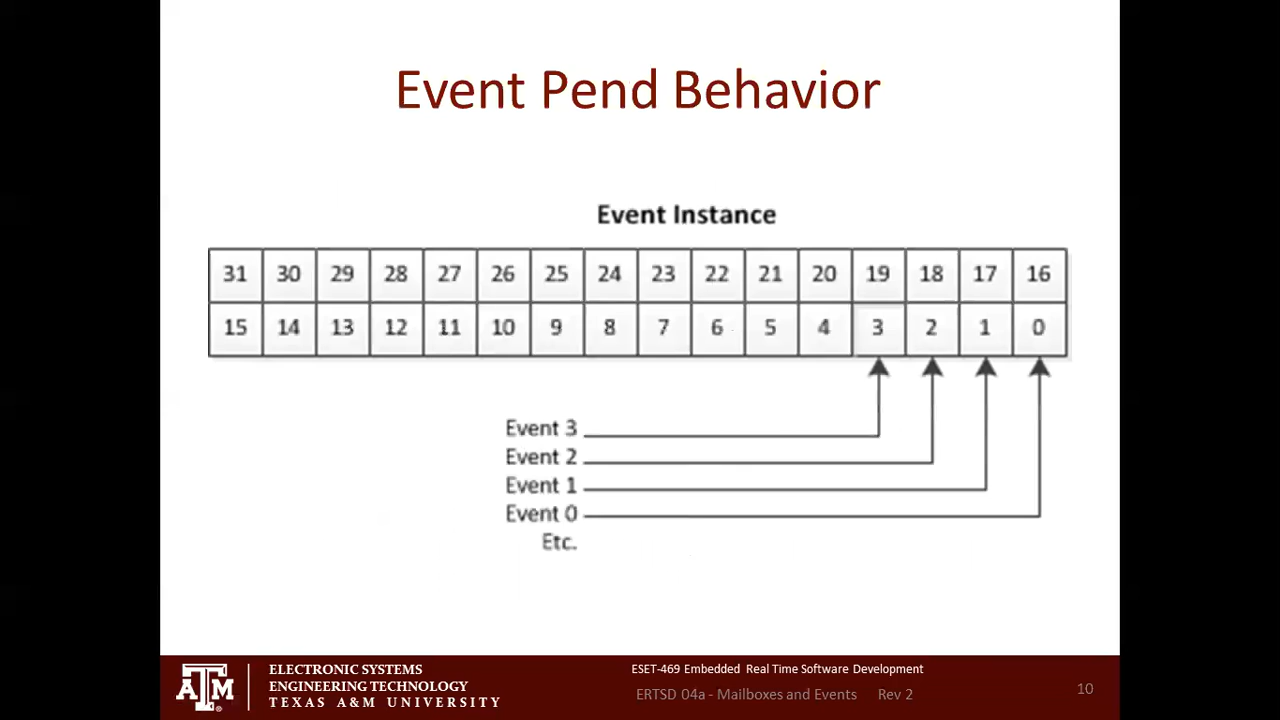 Event Pend Behavior
Event Instance
31 30 29 28 27 26 25 24 23 22 21 20 19 18 17 16
15 14 13 12 11 10 9 8 7 6 5 4 3 2 1 0
Event 3
Event 2
Event 1
Event 0
Etc.
ATM
ELECTRONIC SYSTEMS
ENGINEERING TECHNOLOGY
TEXAS A&M UNIVERSITY
ESET-469 Embedded Real Time Software Development
ERTSD 04a - Mailboxes and Events Rev 2
10